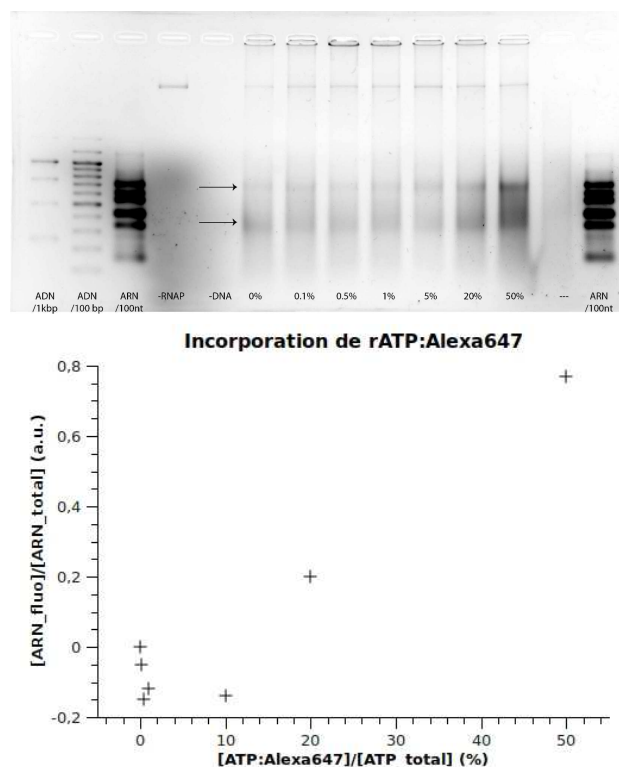 ADN ADN ARN -RNAP -DNA 0% 0.1% 0.5% 1% 5% 20% 50% --- ARN
/1kbp /100 bp /100nt /100nt
Incorporation de rATP:Alexa647
[ARN_fluo]/[ARN_total] (a.u.)
0,8
0,6
0,4
0,2
0
-0,2
0 10 20 30 40 50
[ATP:Alexa647]/[ATP_total] (%)